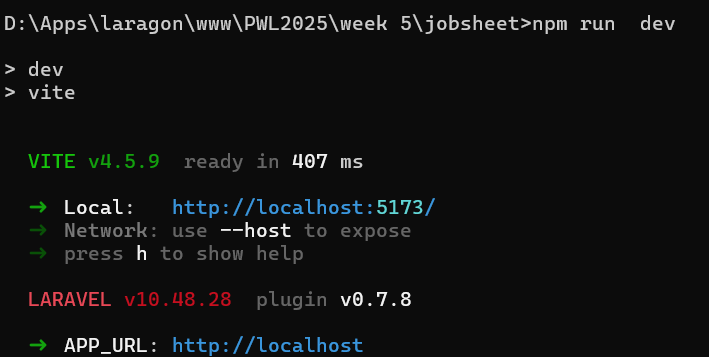 D:\Apps\laragon\www\PWL2025\week 5\jobsheet>npm run  dev
> dev
> vite
VITE v4.5.9  ready in 407 ms
➜  Local:   http://localhost:5173/
➜  Network: use --host to expose
➜  press h to show help
LARAVEL v10.48.28  plugin v0.7.8
➜  APP_URL: http://localhost